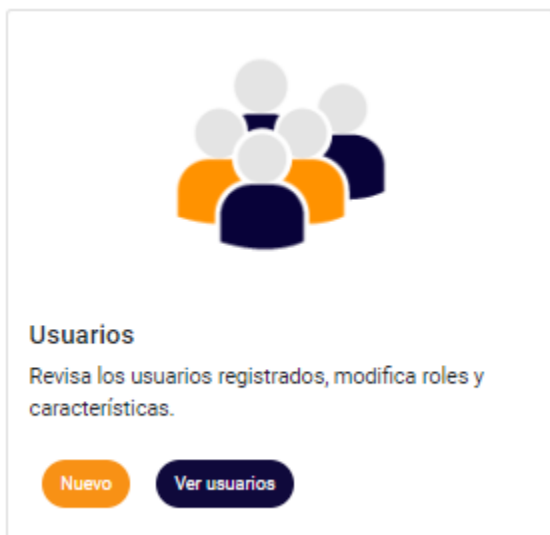 Usuarios
Revisa los usuarios registrados, modifica roles y
características.
Nuevo
Ver usuarios